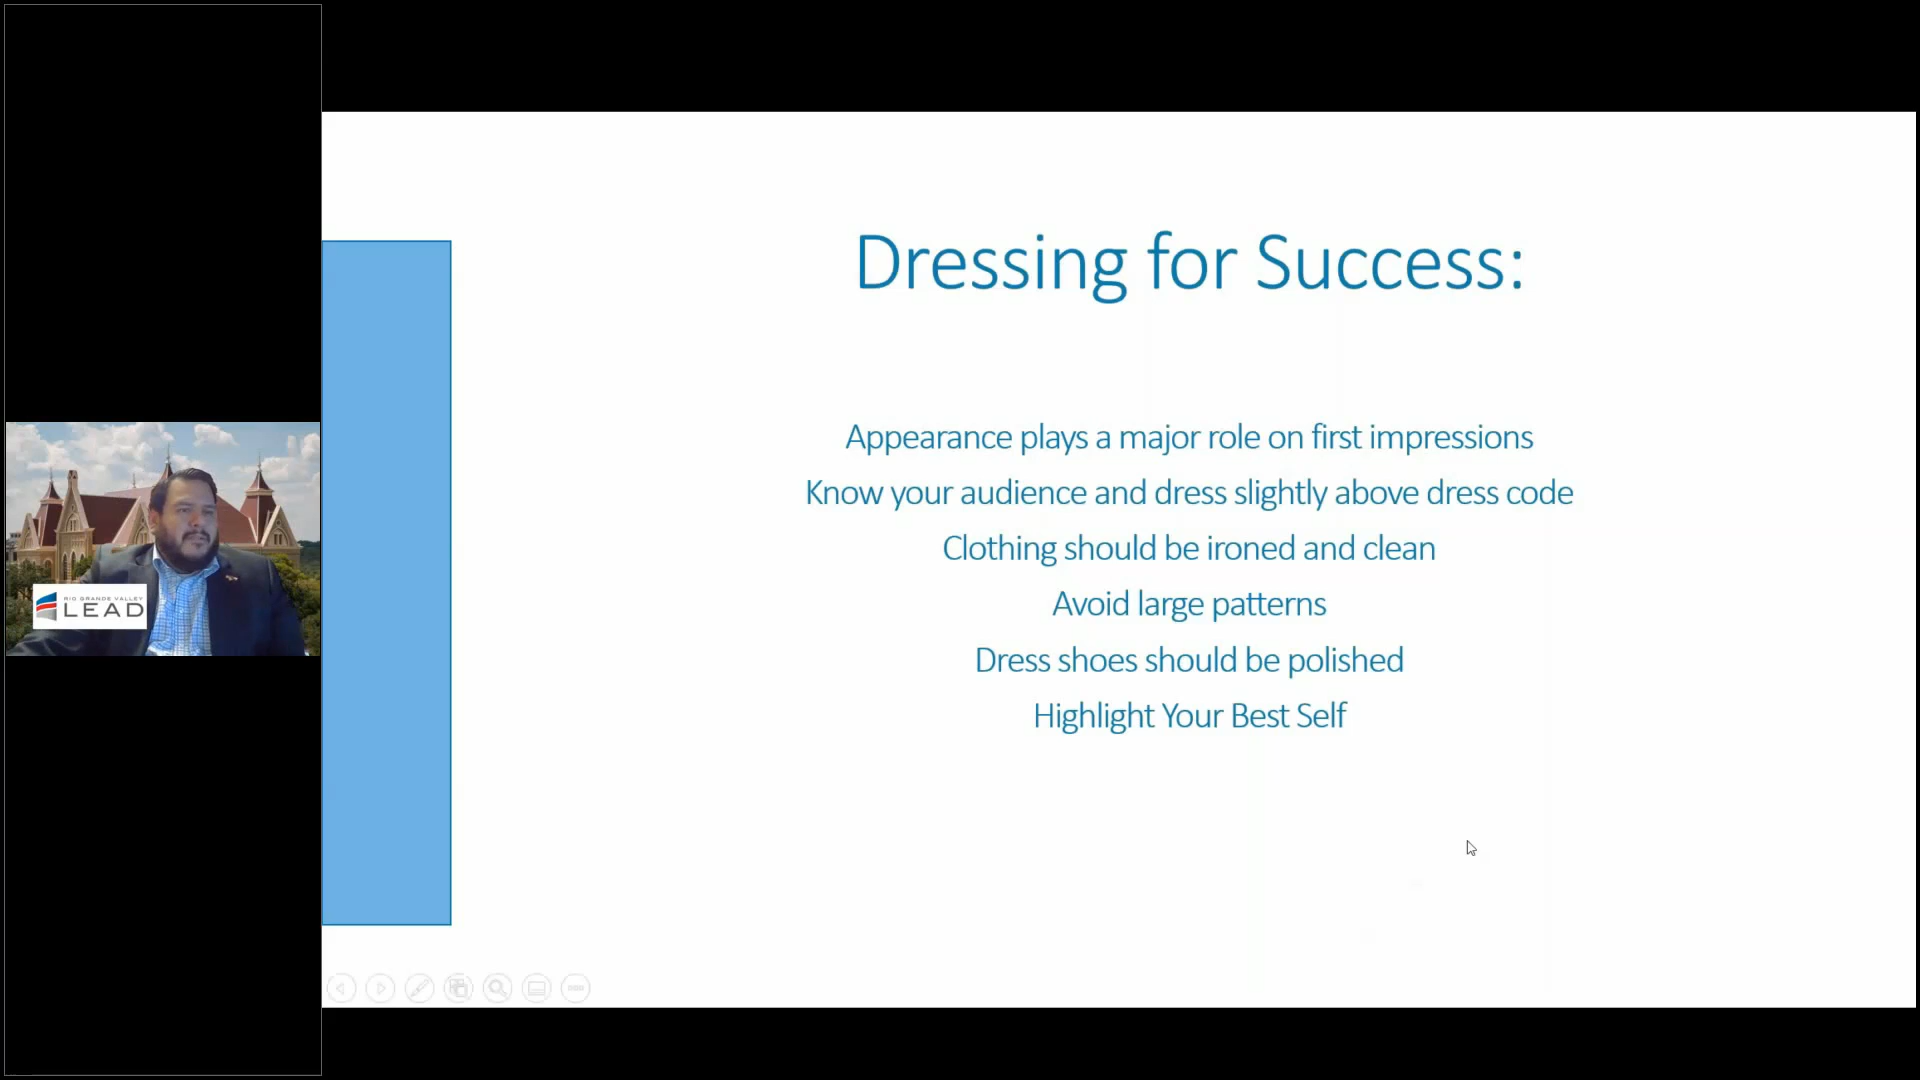 Dressing for Success:
Appearance plays a major role on first impressions
Know your audience and dress slightly above dress code
Clothing should be ironed and clean
Avoid large patterns
Dress shoes should be polished
Highlight Your Best Self
RIO GRANDE VALLEY
LEAD